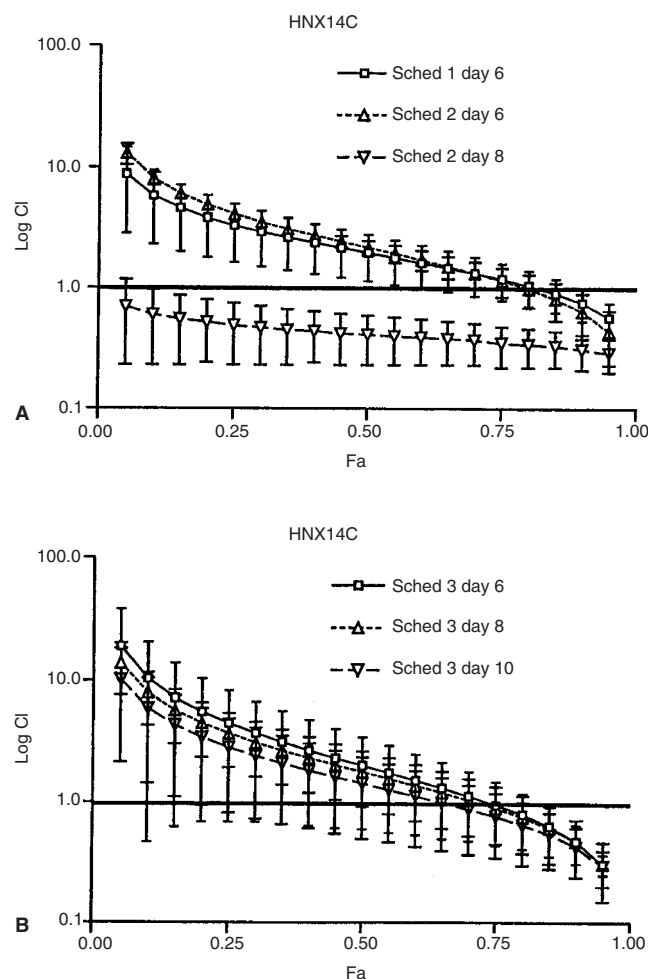 HNX14C
100.0
10.0
1.0
0.1
Log CI
Sched 1 day 6
Sched 2 day 6
Sched 2 day 8
A
0.00
0.25
0.50
0.75
1.00
Fa
HNX14C
100.0
10.0
1.0
0.1
Log CI
Sched 3 day 6
Sched 3 day 8
Sched 3 day 10
B
0.00
0.25
0.50
0.75
1.00
Fa